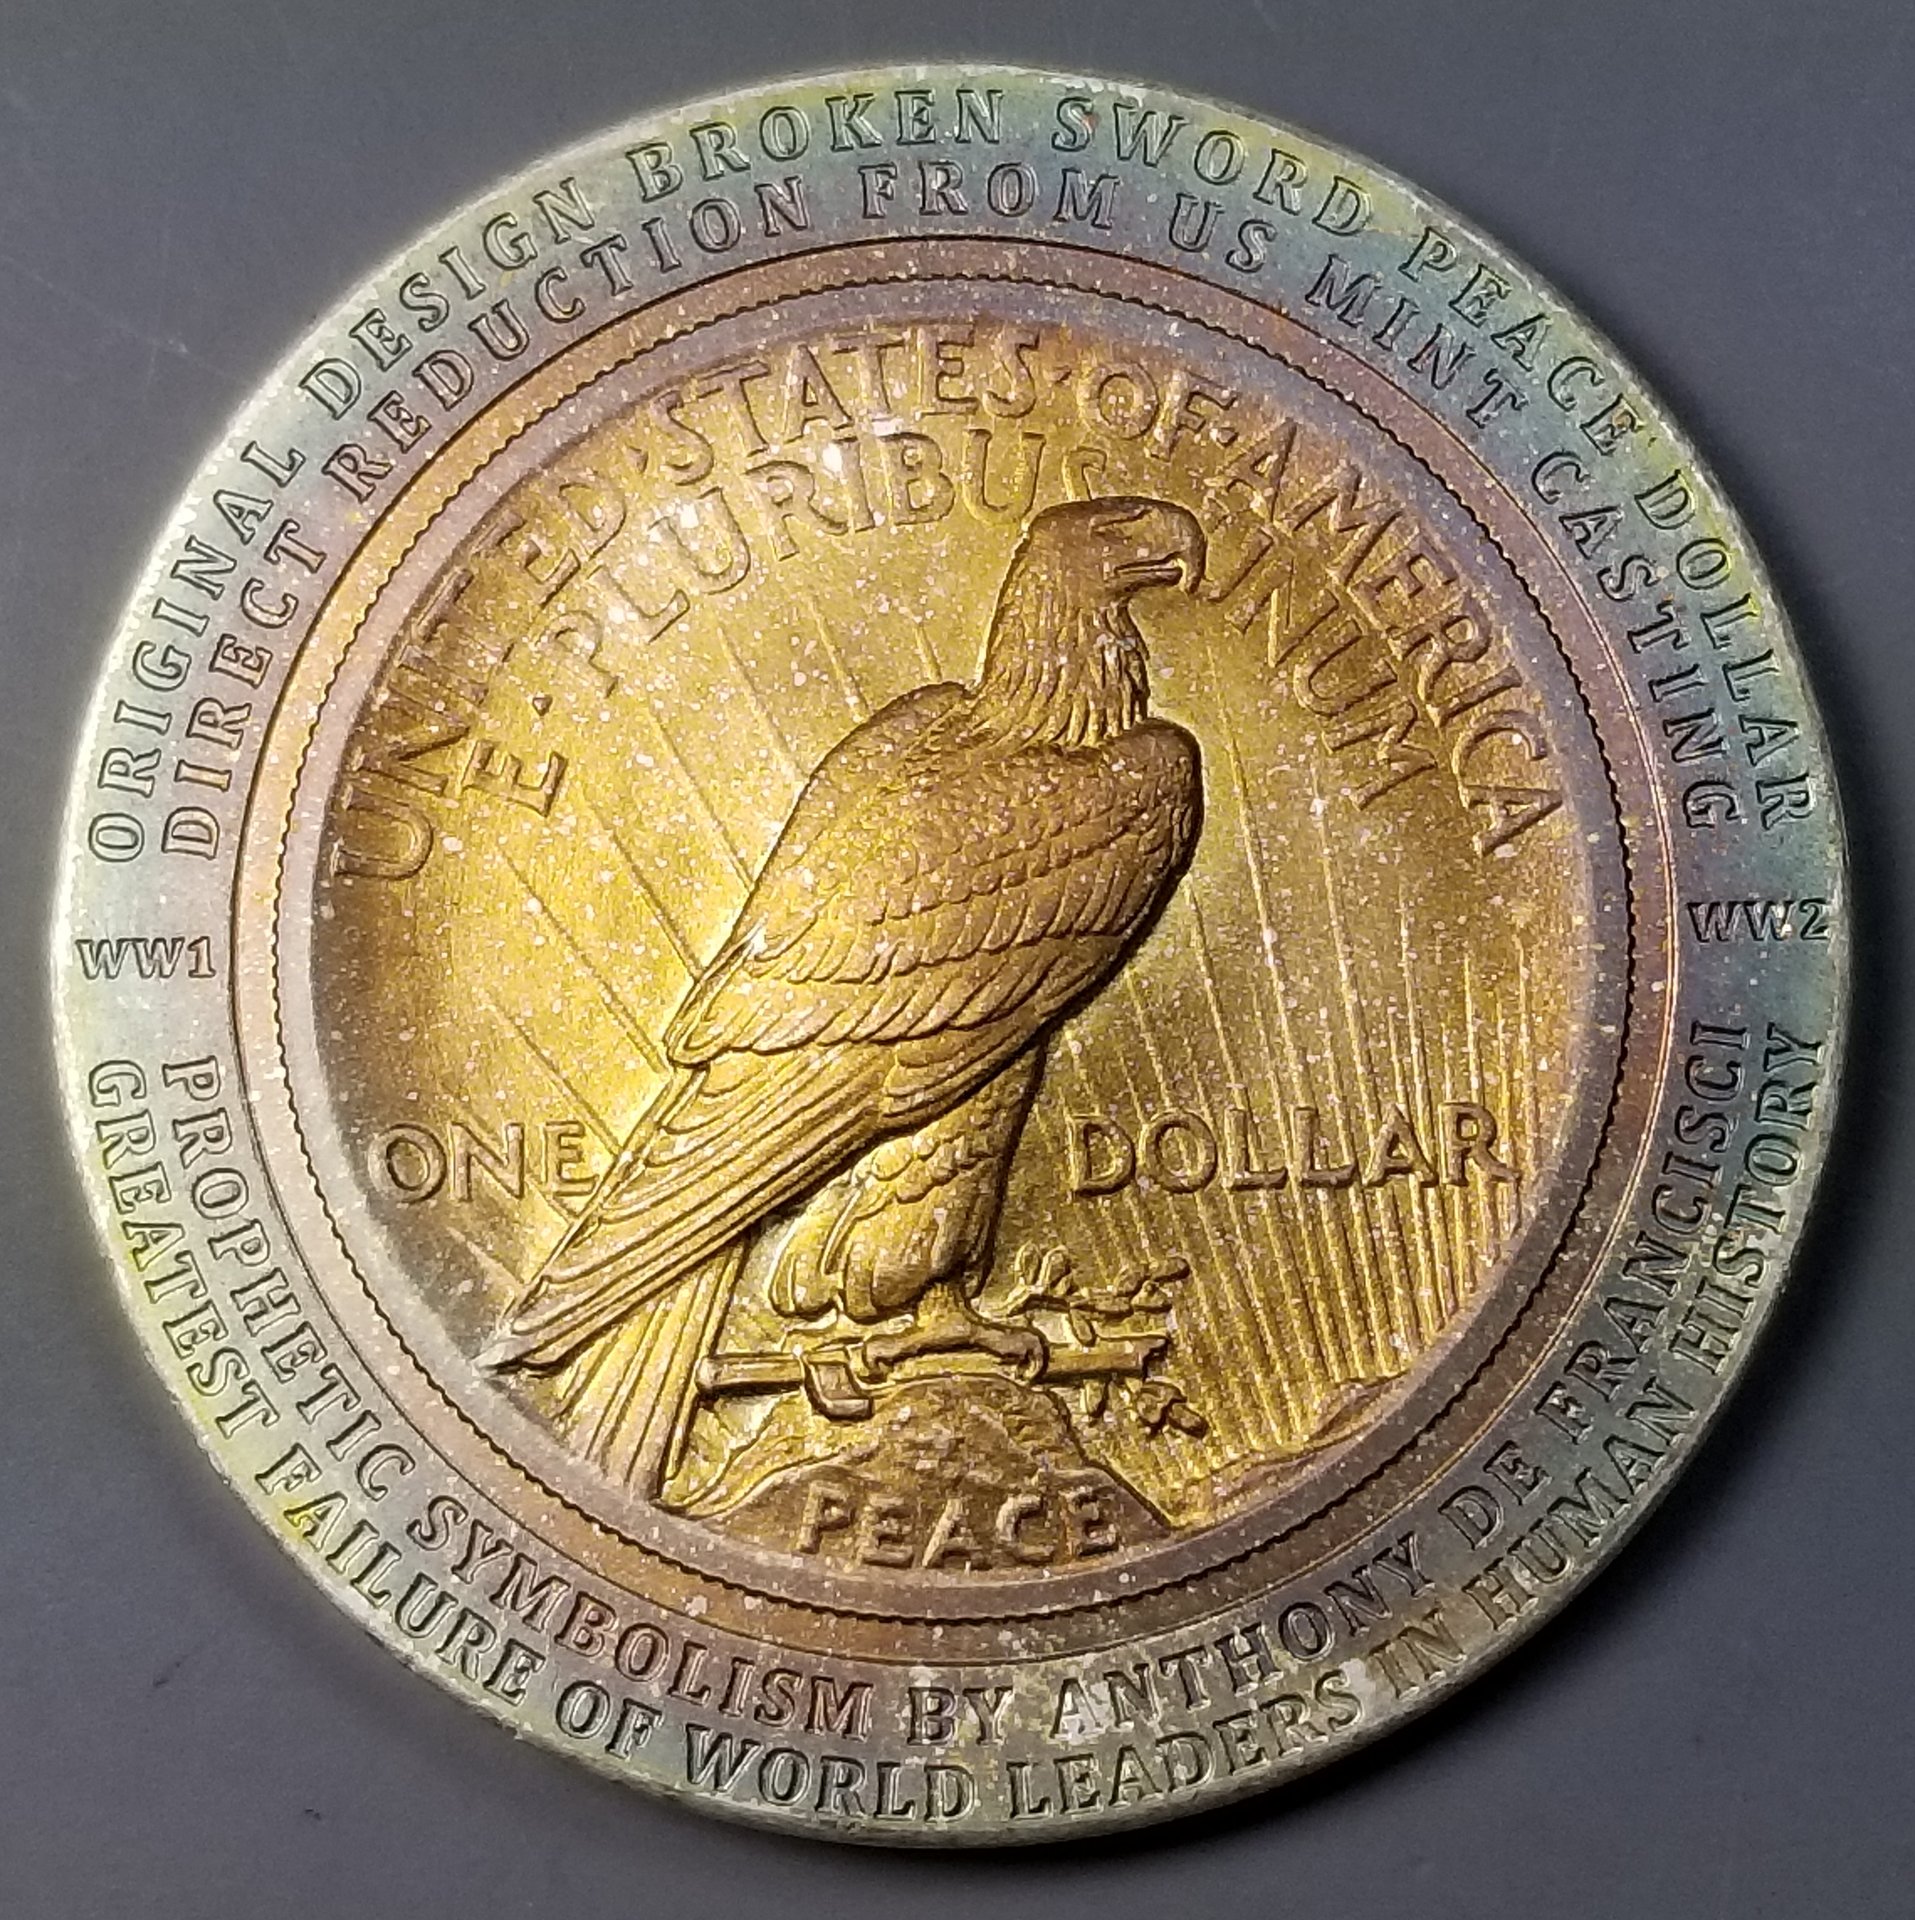 ORIGINAL DESIGN BROKEN SWORD PEACE DOLLAR
DIRECT REDUCTION FROM US MINT CASTING
WW1
WW2
UNITED·STATES·OF·AMERICA
E·PLURIBUS UNUM
ONE DOLLAR
PEACE
PROPHETIC SYMBOLISM BY ANTHONY DE FRANCISCI
GREATEST FAILURE OF WORLD LEADERS IN HUMAN HISTORY